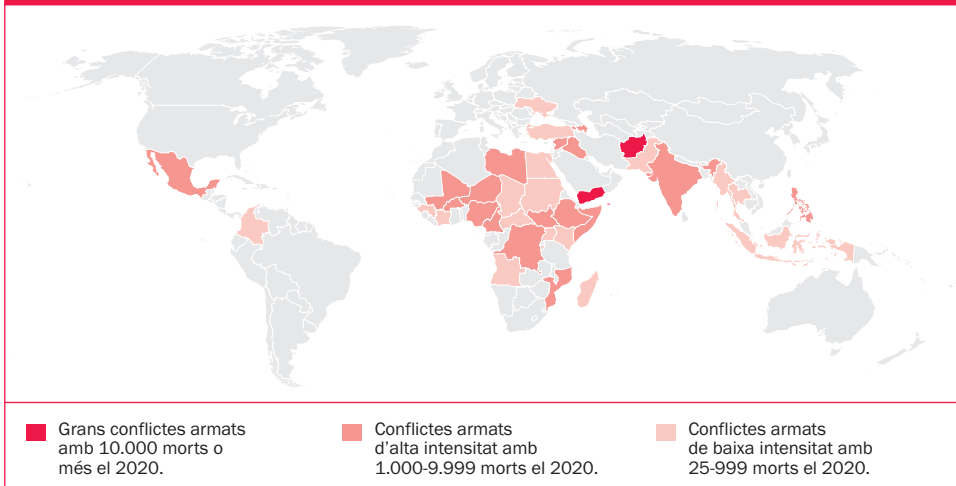 Grans conflictes armats
amb 10.000 morts o
més el 2020.
Conflictes armats
d'alta intensitat amb
1.000-9.999 morts el 2020.
Conflictes armats
de baixa intensitat amb
25-999 morts el 2020.